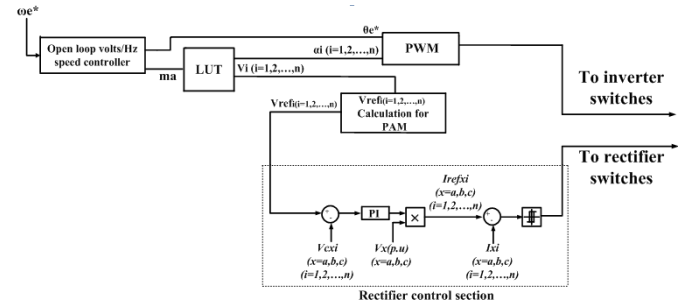 ωe*
Open loop volts/Hz
speed controller
ma
LUT
θe*
αi (i=1,2,...,n)
Vi (i=1,2,...,n)
PWM
To inverter
switches
Vrefi(i=1,2,...,n)
Vrefi(i=1,2,...,n)
Calculation for
PAM
To rectifier
switches
Irefxi
(x=a,b,c)
(i=1,2,...,n)
+
-
PI
×
+
-
Vcxi
(x=a,b,c)
(i=1,2,...,n)
Vx(p.u)
(x=a,b,c)
Ixi
(x=a,b,c)
(i=1,2,...,n)
Rectifier control section